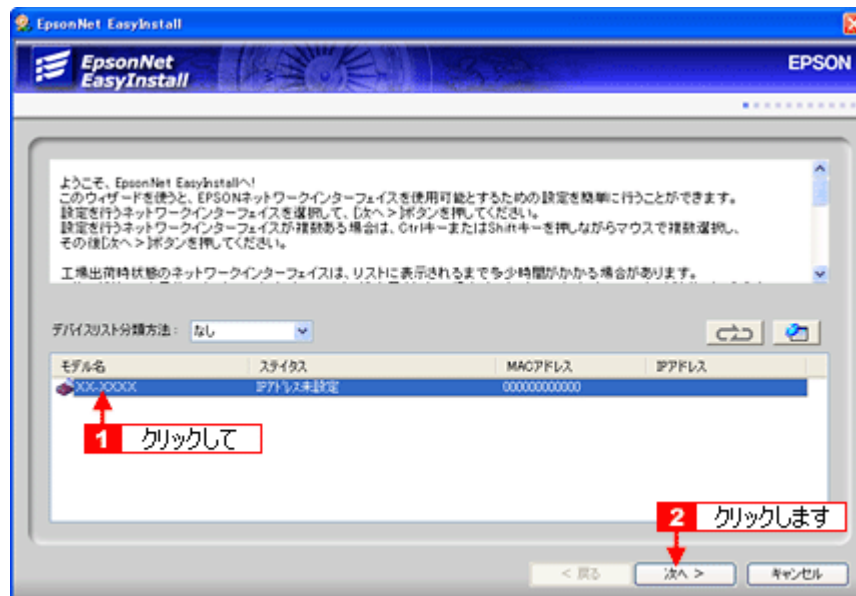 EpsonNet EasyInstall
EpsonNet
EasyInstall
EPSON
ようこそ、EpsonNet EasyInstallへ!
このウィザードを使うと、EPSONネットワークインターフェイスを使用可能とするための設定を簡単に行うことができます。
設定を行うネットワークインターフェイスを選択して、[次へ >]ボタンを押してください。
設定を行うネットワークインターフェイスが複数ある場合は、CtrlキーまたはShiftキーを押しながらマウスで複数選択し、
その後[次へ >]ボタンを押してください。
工場出荷時状態のネットワークインターフェイスは、リストに表示されるまで多少時間がかかる場合があります。
デバイスリスト分類方法: なし
モデル名 ステイタス MACアドレス IPアドレス
XX-XXXX IPアドレス未設定 000000000000
1 クリックして
2 クリックします
< 戻る 次へ > キャンセル